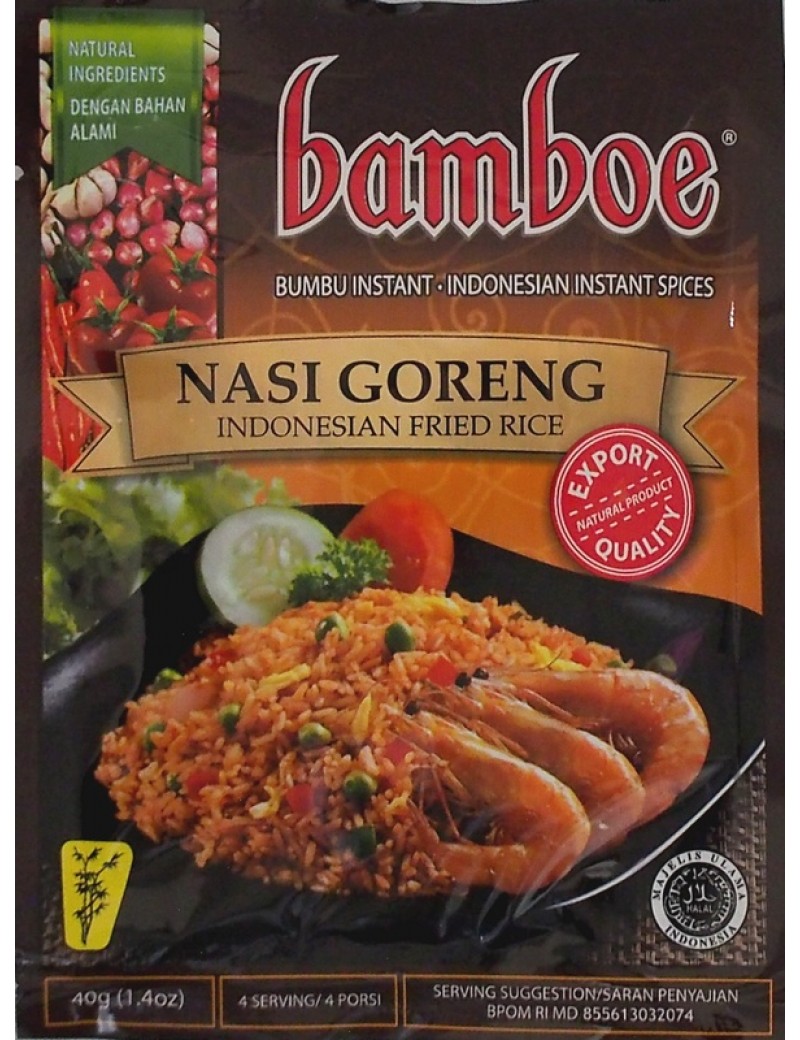 NATURAL
INGREDIENTS
DENGAN BAHAN
ALAMI
bamboe®
BUMBU INSTANT · INDONESIAN INSTANT SPICES
NASI GORENG
INDONESIAN FRIED RICE
EXPORT
NATURAL PRODUCT
QUALITY
MAJELIS ULAMA
HALAL
INDONESIA
40g (1.4oz)
4 SERVING/ 4 PORSI
SERVING SUGGESTION/SARAN PENYAJIAN
BPOM RI MD 855613032074